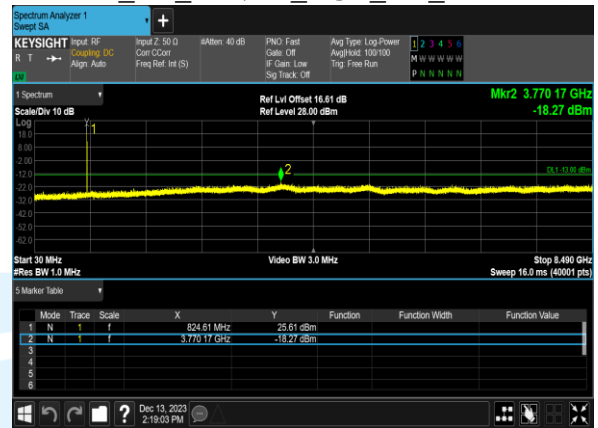 Spectrum Analyzer 1
Swept SA
+
KEYSIGHT Input: RF Input Z: 50 Ω #Atten: 40 dB PNO: Fast Avg Type: Log-Power 1 2 3 4 5 6
R T Coupling: DC Corr CCorr Gate: Off Avg|Hold: 100/100 M W W W W W
Align: Auto Freq Ref: Int (S) IF Gain: Low Trig: Free Run
Sig Track: Off P N N N N N
1 Spectrum Mkr2 3.770 17 GHz
Ref Lvl Offset 16.61 dB
Scale/Div 10 dB Ref Level 28.00 dBm -18.27 dBm
Log
1
18.0
8.00
-2.00
2
-12.0 DL1 -13.00 dBm
-22.0
-32.0
-42.0
-52.0
-62.0
Start 30 MHz Video BW 3.0 MHz Stop 8.490 GHz
#Res BW 1.0 MHz Sweep 16.0 ms (40001 pts)
5 Marker Table
Mode Trace Scale X Y Function Function Width Function Value
1 N 1 f 824.61 MHz 25.61 dBm
2 N 1 f 3.770 17 GHz -18.27 dBm
3
4
5
6
? Dec 13, 2023
2:19:03 PM